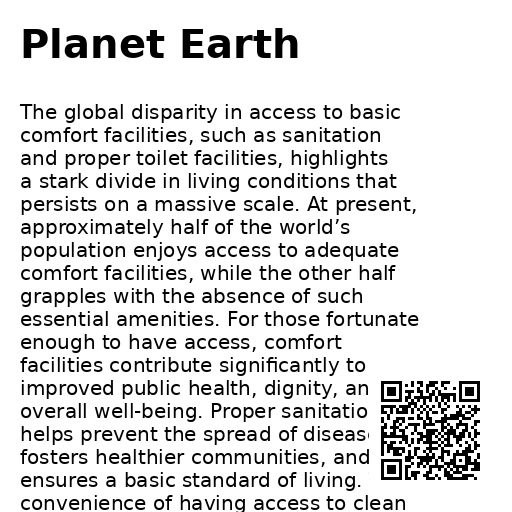 Planet Earth
The global disparity in access to basic
comfort facilities, such as sanitation
and proper toilet facilities, highlights
a stark divide in living conditions that
persists on a massive scale. At present,
approximately half of the world’s
population enjoys access to adequate
comfort facilities, while the other half
grapples with the absence of such
essential amenities. For those fortunate
enough to have access, comfort
facilities contribute significantly to
improved public health, dignity, an
overall well-being. Proper sanitatio
helps prevent the spread of diseas
fosters healthier communities, and
ensures a basic standard of living.
convenience of having access to clean